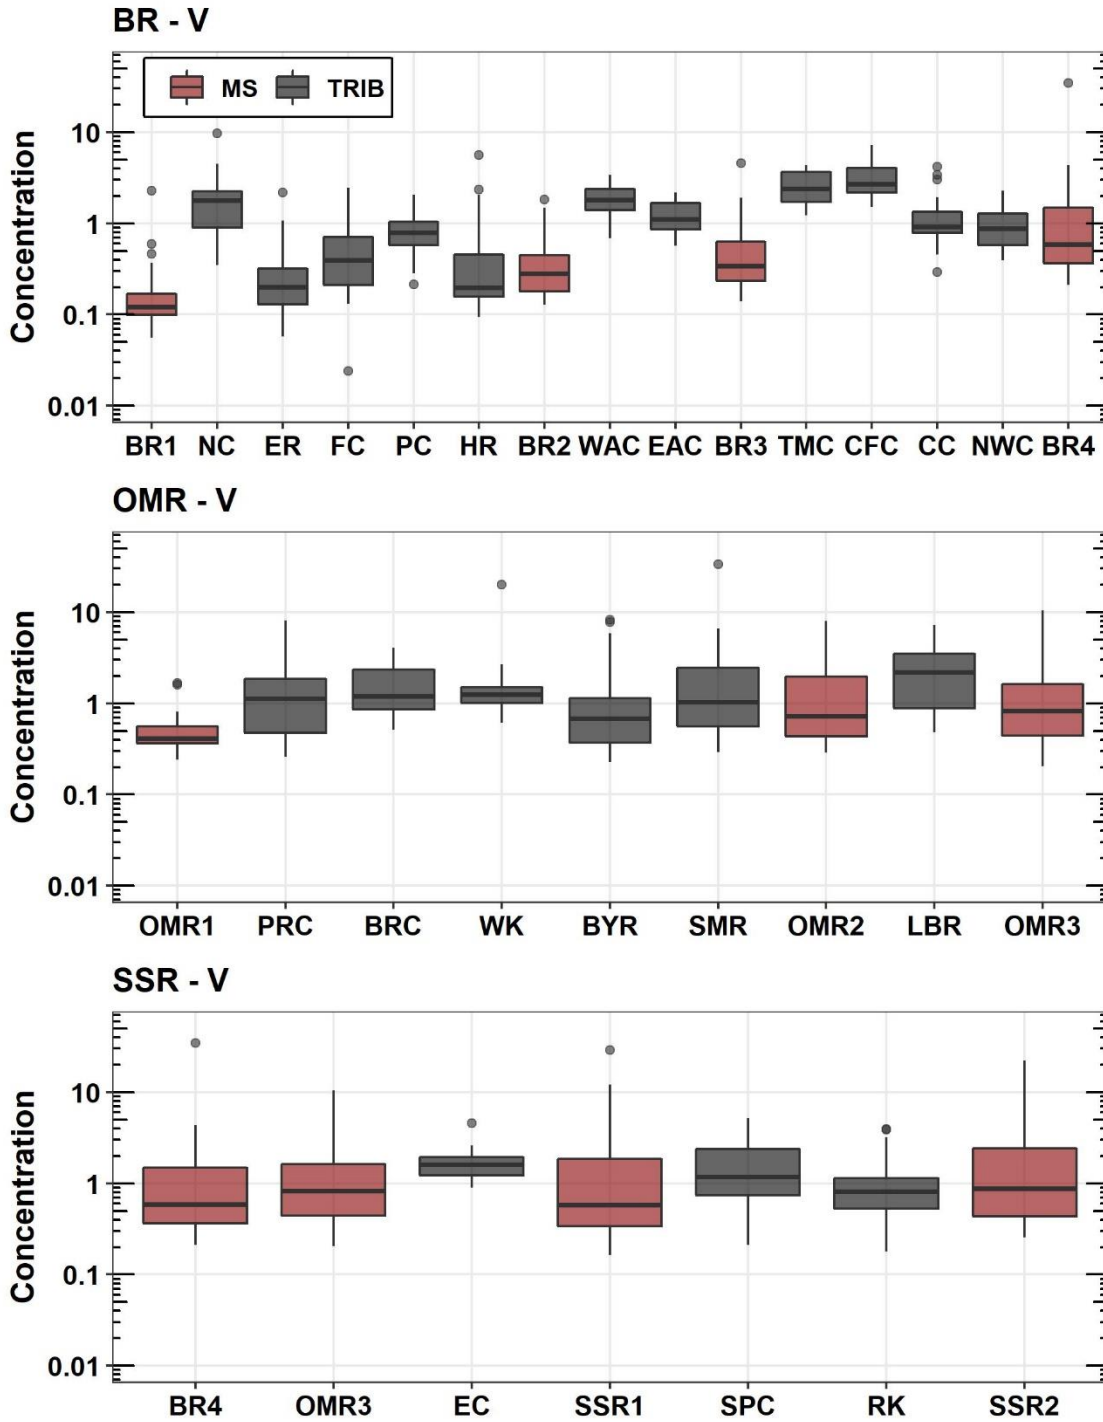 BR - V
MS TRIB
Concentration
10
1
0.1
0.01
BR1 NC ER FC PC HR BR2 WAC EAC BR3 TMC CFC CC NWC BR4
OMR - V
Concentration
10
1
0.1
0.01
OMR1 PRC BRC WK BYR SMR OMR2 LBR OMR3
SSR - V
Concentration
10
1
0.1
0.01
BR4 OMR3 EC SSR1 SPC RK SSR2